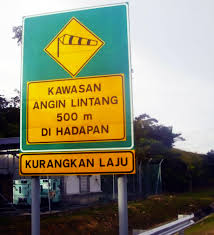 KAWASAN
ANGIN LINTANG
500 m
DI HADAPAN
KURANGKAN LAJU